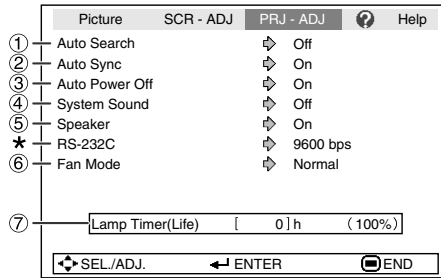 Picture SCR - ADJ PRJ - ADJ ? Help
① Auto Search Off
② Auto Sync On
③ Auto Power Off On
④ System Sound Off
⑤ Speaker On
* RS-232C 9600 bps
⑥ Fan Mode Normal
⑦ Lamp Timer(Life) [ 0 ] h ( 100% )
SEL./ADJ. ENTER END